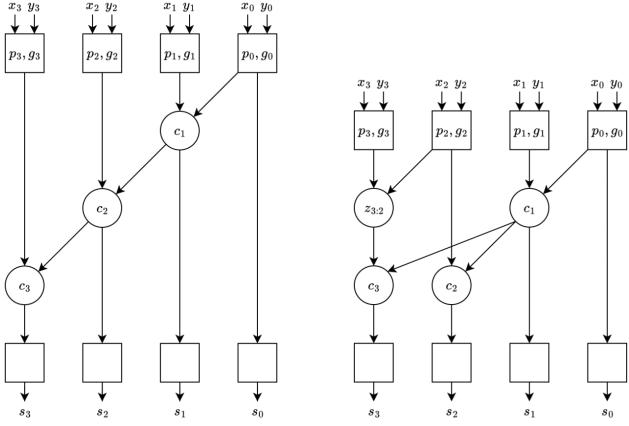 x₃ y₃ x₂ y₂ x₁ y₁ x₀ y₀
p₃, g₃ p₂, g₂ p₁, g₁ p₀, g₀
c₁
c₂
c₃
s₃ s₂ s₁ s₀
x₃ y₃ x₂ y₂ x₁ y₁ x₀ y₀
p₃, g₃ p₂, g₂ p₁, g₁ p₀, g₀
z₃:₂ c₁
c₃ c₂
s₃ s₂ s₁ s₀